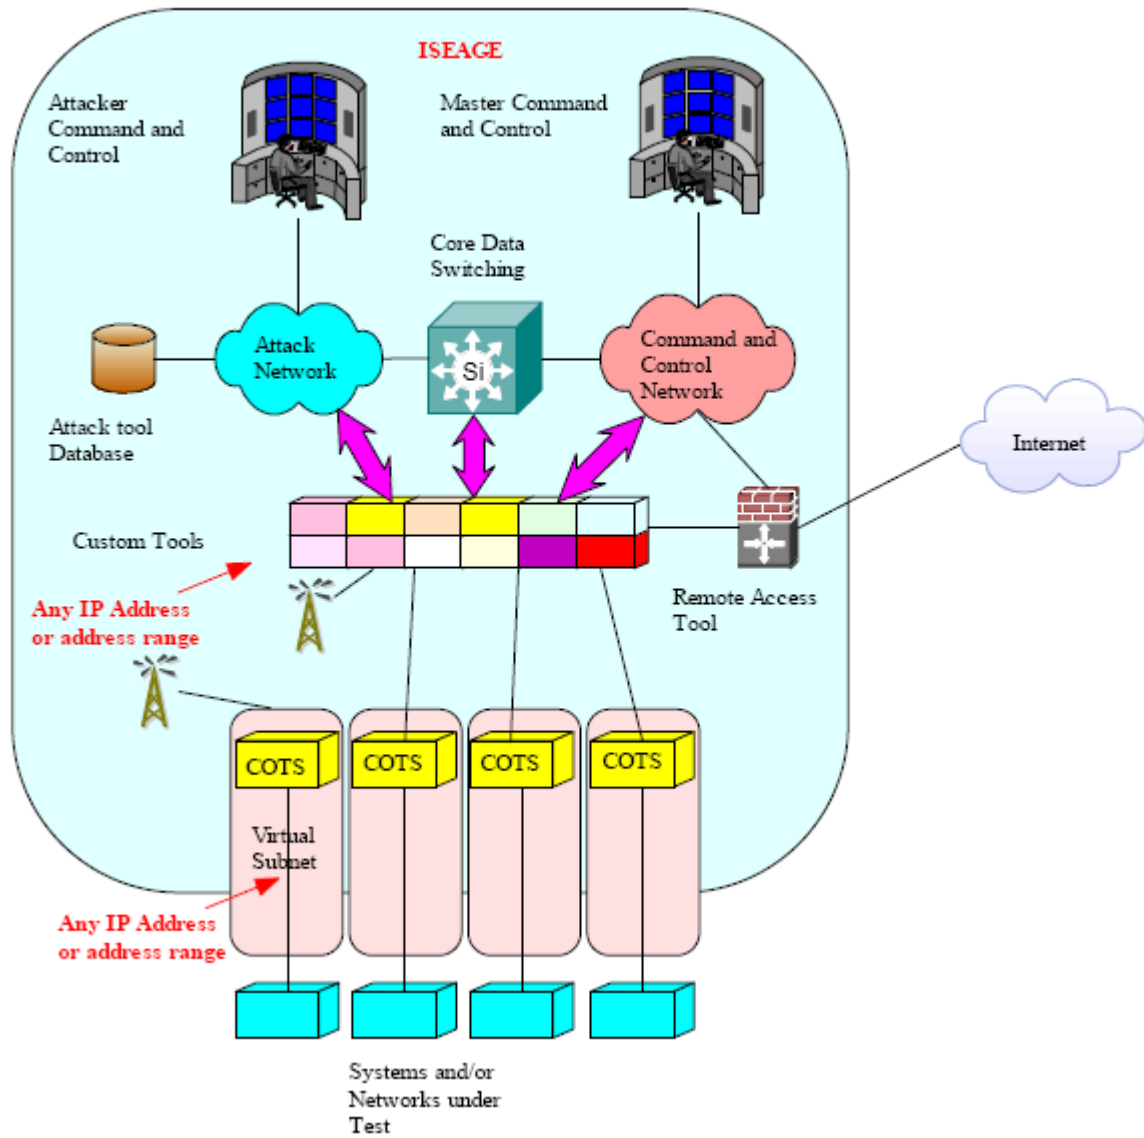 ISEAGE
Attacker
Command and
Control
Master Command
and Control
Core Data
Switching
Attack
Network
Si
Command and
Control
Network
Attack tool
Database
Internet
Custom Tools
Remote Access
Tool
Any IP Address
or address range
COTS
COTS
COTS
COTS
Virtual
Subnet
Any IP Address
or address range
Systems and/or
Networks under
Test